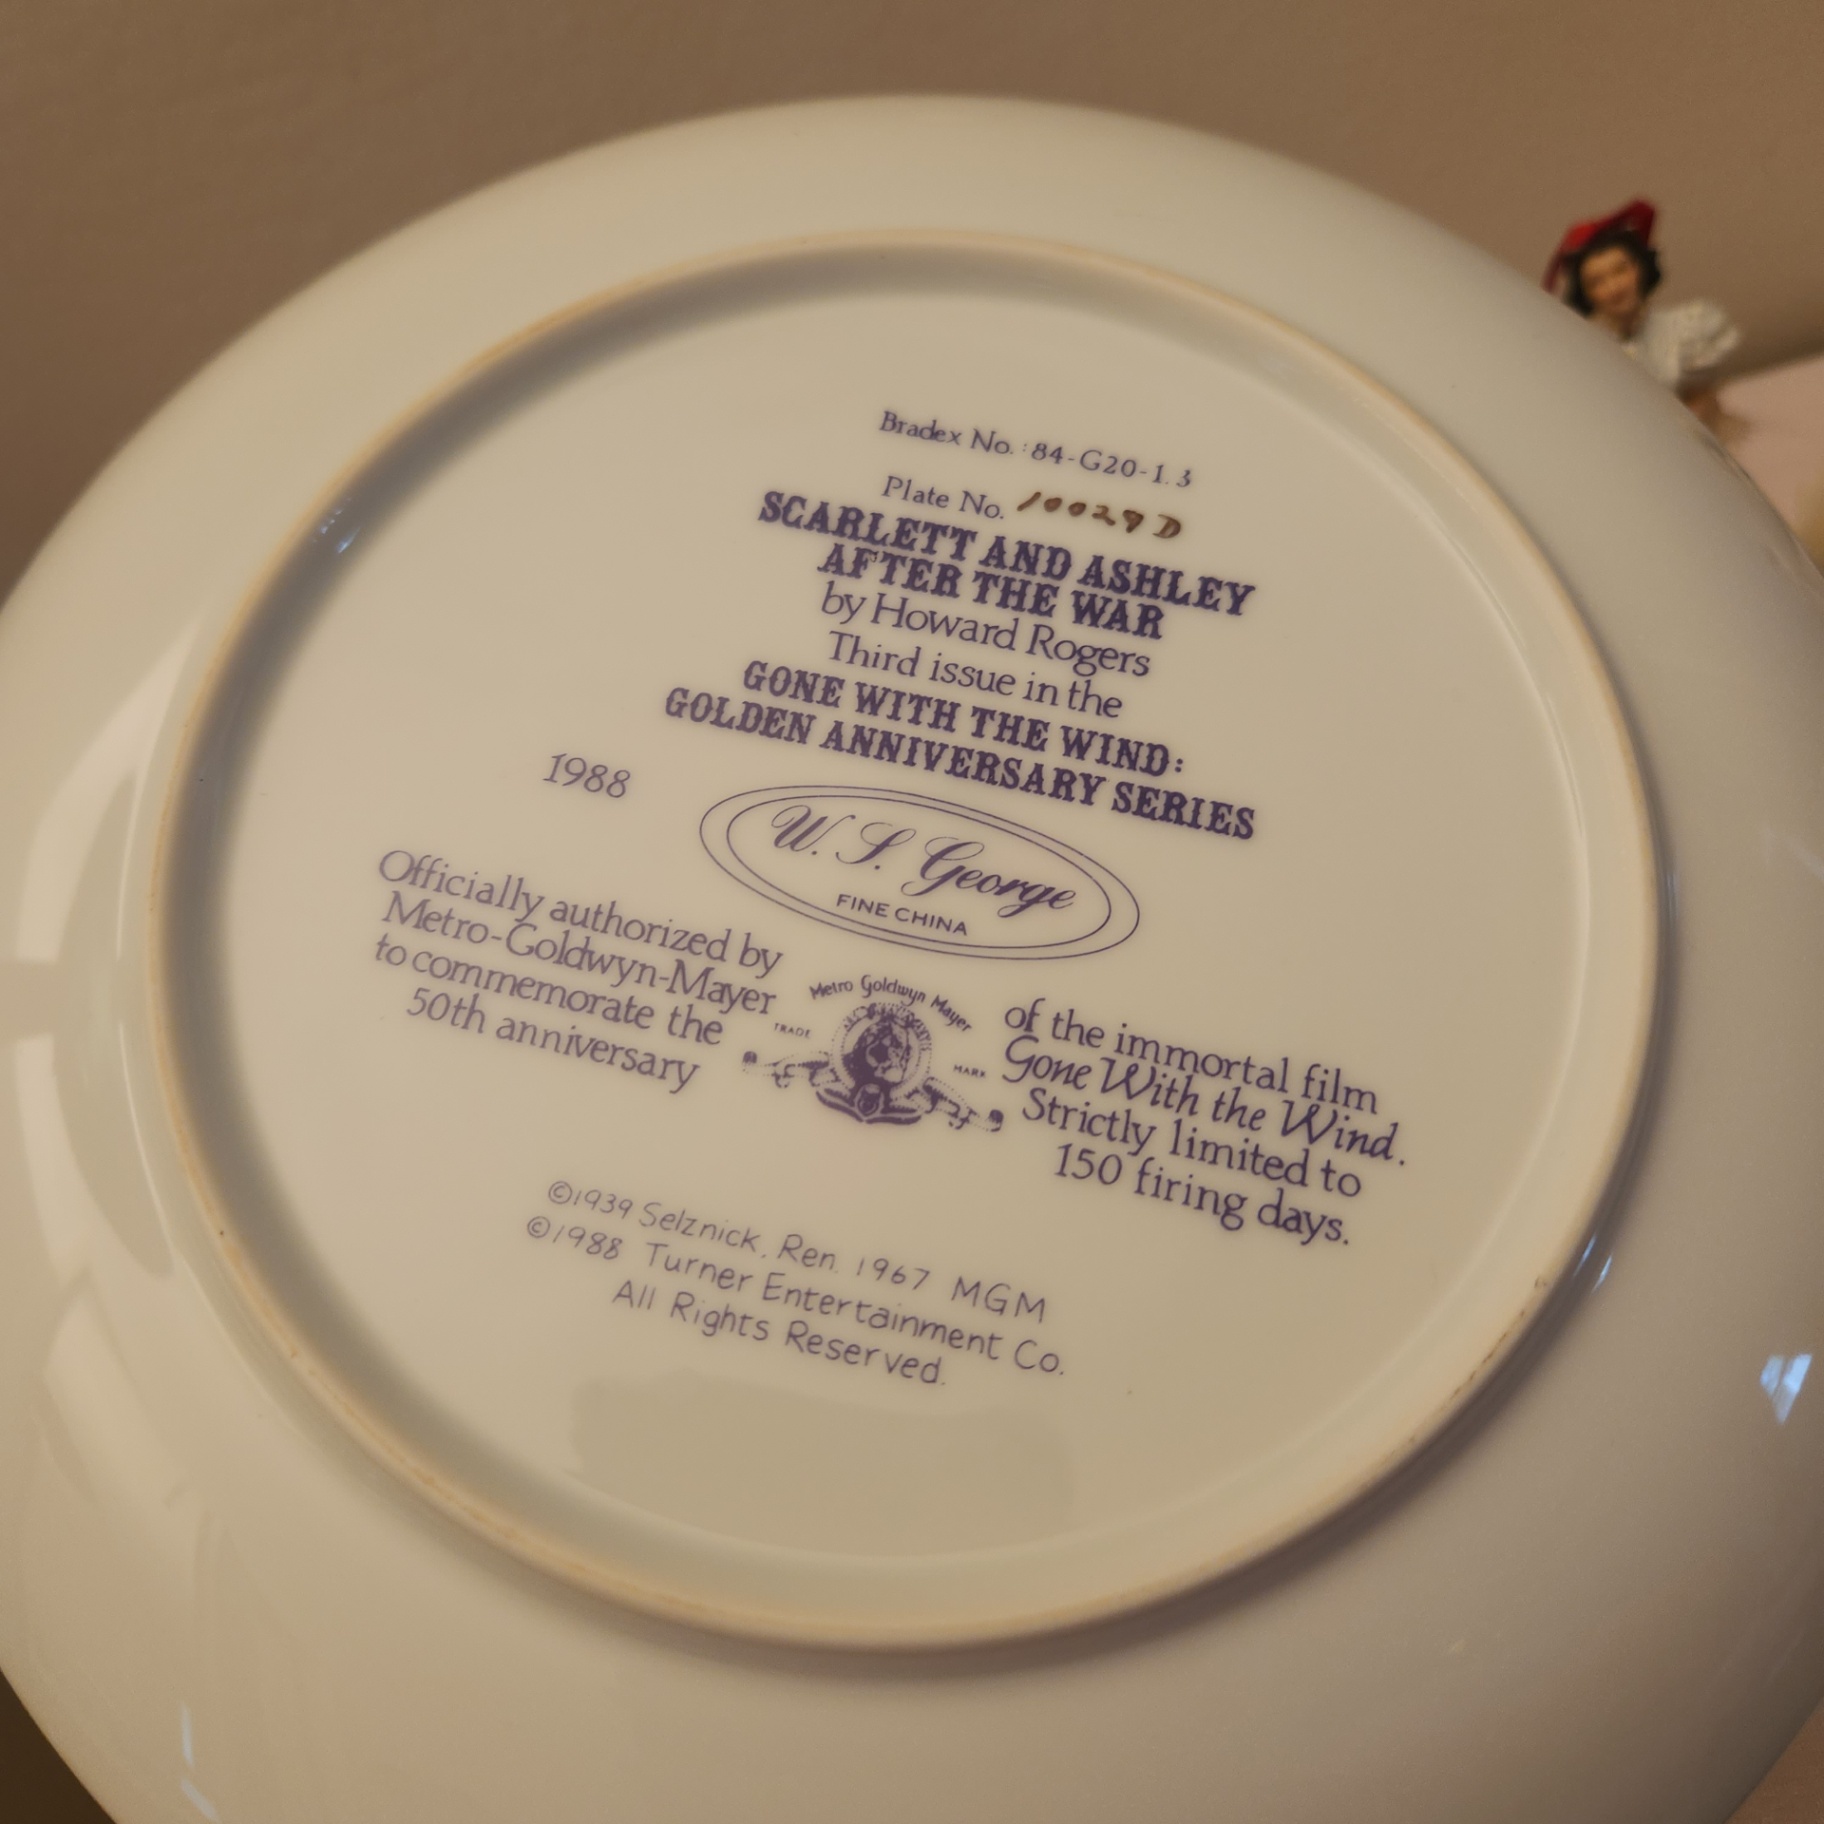 Bradex No.: 84-G20-1.3
Plate No. 10029D
SCARLETT AND ASHLEY
AFTER THE WAR
by Howard Rogers
Third issue in the
GONE WITH THE WIND:
GOLDEN ANNIVERSARY SERIES
1988
W. S. George
FINE CHINA
Officially authorized by
Metro-Goldwyn-Mayer
to commemorate the
50th anniversary
Metro Goldwyn Mayer
TRADE MARK
of the immortal film
Gone With the Wind.
Strictly limited to
150 firing days.
©1939 Selznick, Ren. 1967 MGM
©1988 Turner Entertainment Co.
All Rights Reserved.